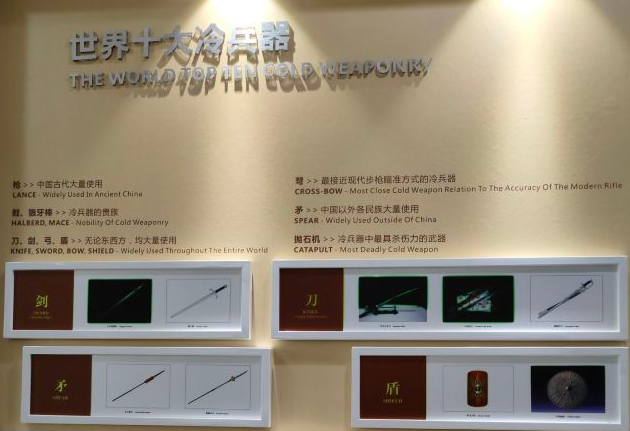 世界十大冷兵器
THE WORLD TOP TEN COLD WEAPONRY
枪 >> 中国古代大量使用
LANCE - Widely Used In Ancient China
戟、狼牙棒 >> 冷兵器的贵族
HALBERD, MACE - Nobility Of Cold Weaponry
刀、剑、弓、盾 >> 无论东西方，均大量使用
KNIFE, SWORD, BOW, SHIELD - Widely Used Throughout The Entire World
弩 >> 最接近现代步枪瞄准方式的冷兵器
CROSS-BOW - Most Close Cold Weapon Relation To The Accuracy Of The Modern Rifle
矛 >> 中国以外各民族大量使用
SPEAR - Widely Used Outside Of China
抛石机 >> 冷兵器中最具杀伤力的武器
CATAPULT - Most Deadly Cold Weapon
剑
刀
矛
SPEAR
盾
SHIELD